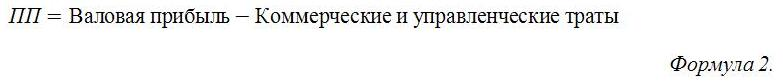 ПП = Валовая прибыль – Коммерческие и управленческие траты
Формула 2.